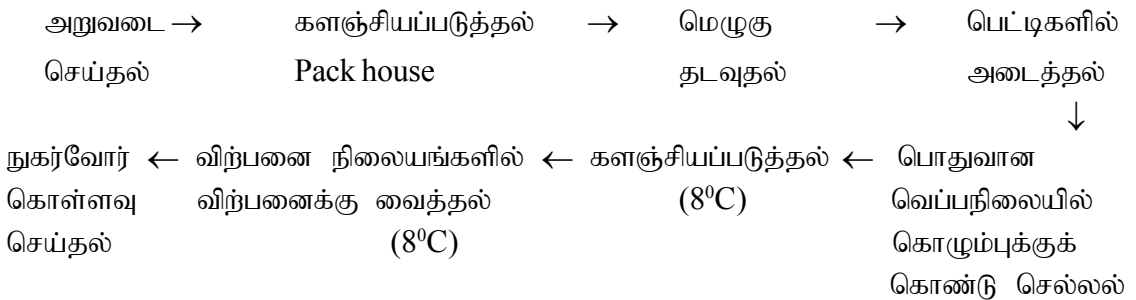 அறுவடை → களஞ்சியப்படுத்தல் → மெழுகு → பெட்டிகளில்
செய்தல் Pack house தடவுதல் அடைத்தல்
↓
நுகர்வோர் ← விற்பனை நிலையங்களில் ← களஞ்சியப்படுத்தல் ← பொதுவான
கொள்ளவு விற்பனைக்கு வைத்தல் (8⁰C) வெப்பநிலையில்
செய்தல் (8⁰C) கொழும்புக்குக்
கொண்டு செல்லல்